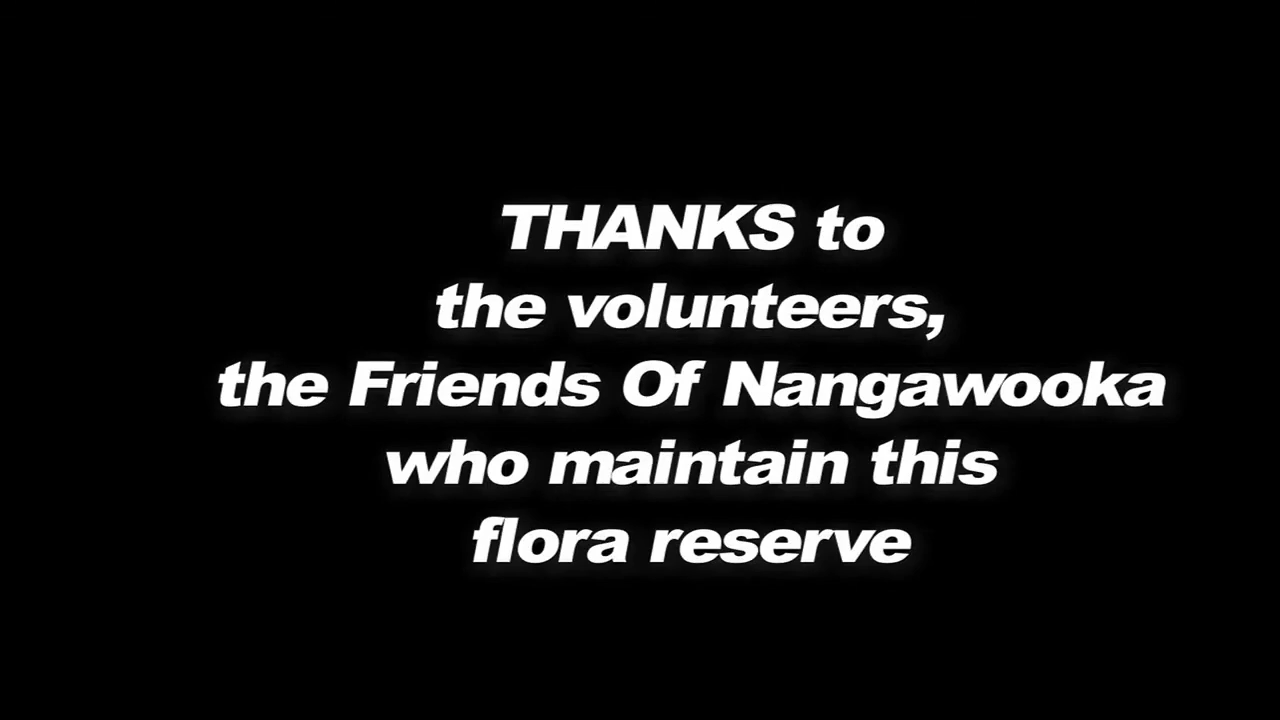 THANKS to
the volunteers,
the Friends Of Nangawooka
who maintain this
flora reserve